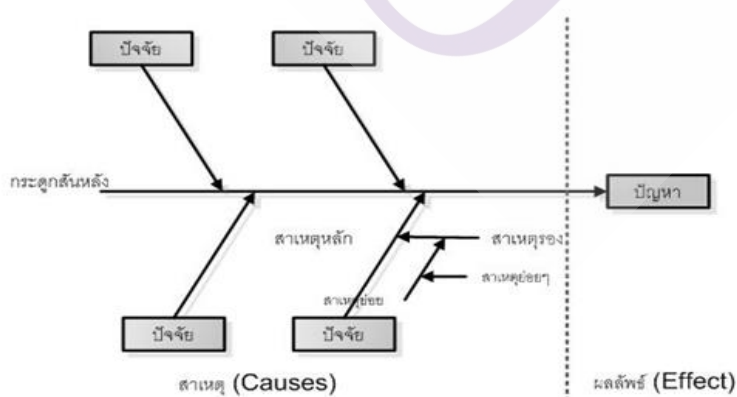 ปัจจัย
ปัจจัย
กระดูกสันหลัง
ปัญหา
สาเหตุหลัก
สาเหตุรอง
สาเหตุย่อยๆ
สาเหตุย่อย
ปัจจัย
ปัจจัย
สาเหตุ (Causes)
ผลลัพธ์ (Effect)